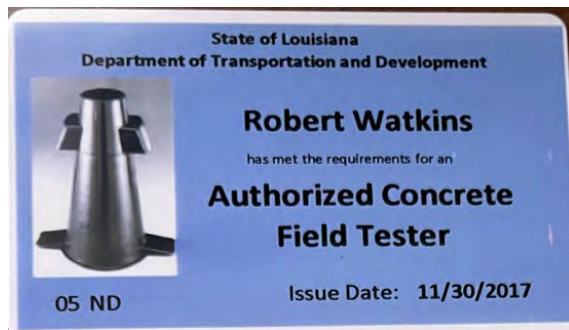 State of Louisiana
Department of Transportation and Development
Robert Watkins
has met the requirements for an
Authorized Concrete
Field Tester
05 ND
Issue Date: 11/30/2017